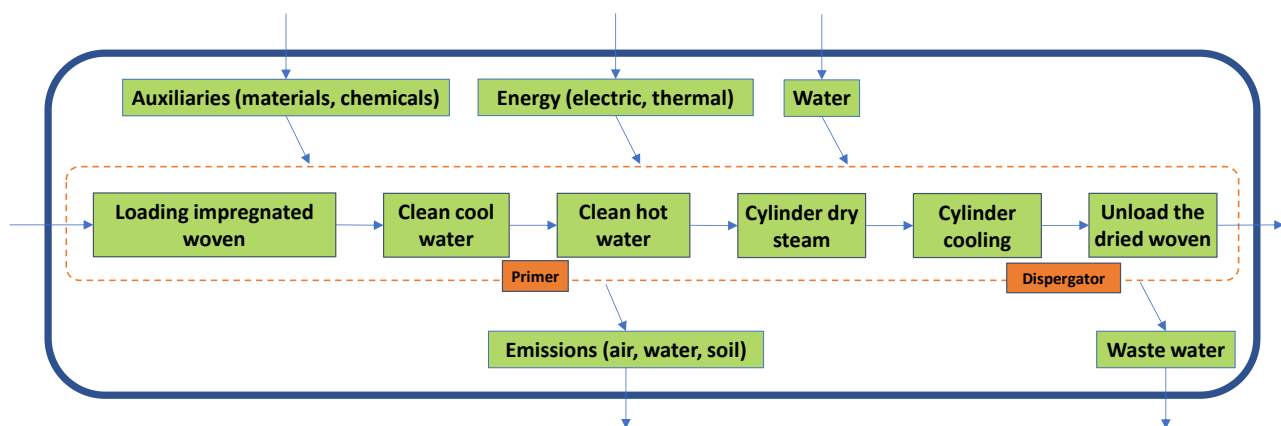 Auxiliaries (materials, chemicals)
Energy (electric, thermal)
Water
Loading impregnated
woven
Clean cool
water
Clean hot
water
Cylinder dry
steam
Cylinder
cooling
Unload the
dried woven
Primer
Dispergator
Emissions (air, water, soil)
Waste water